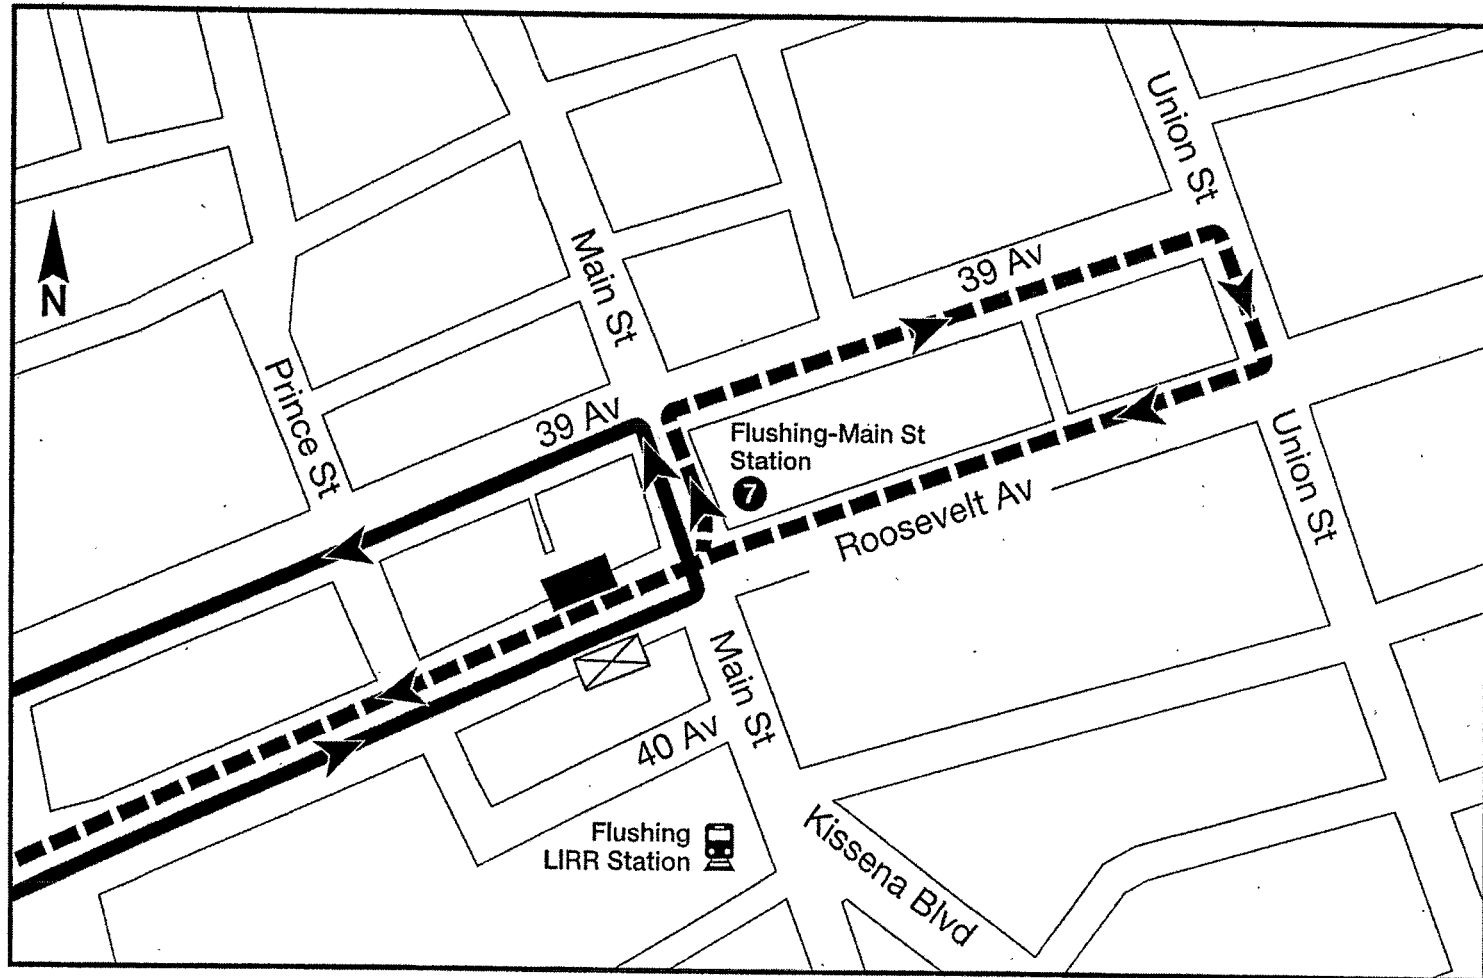 Union St
N
Main St
39 Av
Prince St
39 Av
Flushing-Main St
Station
7
Union St
Roosevelt Av
Main St
40 Av
Flushing
LIRR Station
Kissena Blvd